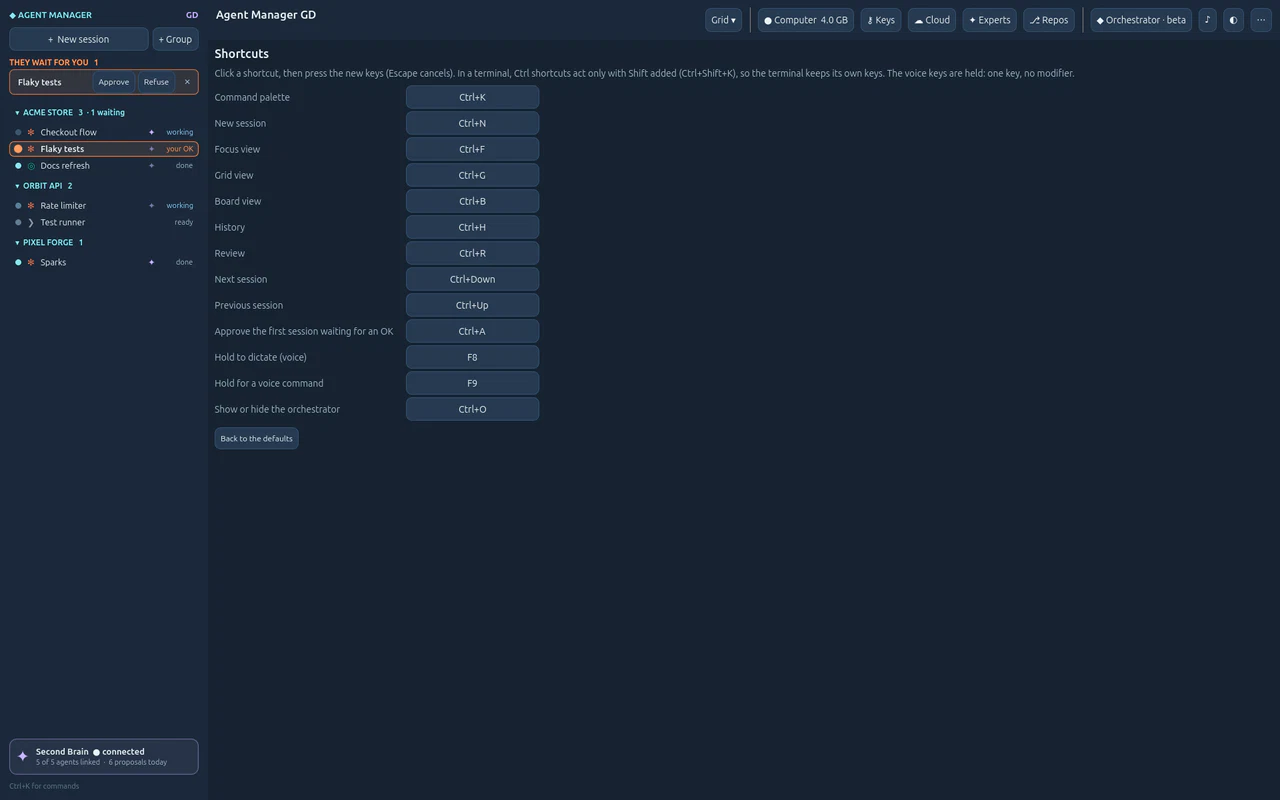 ◆ AGENT MANAGER GD
+ New session
+ Group
THEY WAIT FOR YOU 1
Flaky tests Approve Refuse ×
▾ ACME STORE 3 · 1 waiting
Checkout flow ✦ working
Flaky tests ✦ your OK
Docs refresh ✦ done
▾ ORBIT API 2
Rate limiter ✦ working
❯ Test runner ready
▾ PIXEL FORGE 1
Sparks ✦ done
✦ Second Brain ● connected
5 of 5 agents linked · 6 proposals today
Ctrl+K for commands
Agent Manager GD
Grid ▾
● Computer 4.0 GB
Keys
☁ Cloud
✦ Experts
⎇ Repos
◆ Orchestrator · beta
♪
◐
⋯
Shortcuts
Click a shortcut, then press the new keys (Escape cancels). In a terminal, Ctrl shortcuts act only with Shift added (Ctrl+Shift+K), so the terminal keeps its own keys. The voice keys are held: one key, no modifier.
Command palette Ctrl+K
New session Ctrl+N
Focus view Ctrl+F
Grid view Ctrl+G
Board view Ctrl+B
History Ctrl+H
Review Ctrl+R
Next session Ctrl+Down
Previous session Ctrl+Up
Approve the first session waiting for an OK Ctrl+A
Hold to dictate (voice) F8
Hold for a voice command F9
Show or hide the orchestrator Ctrl+O
Back to the defaults